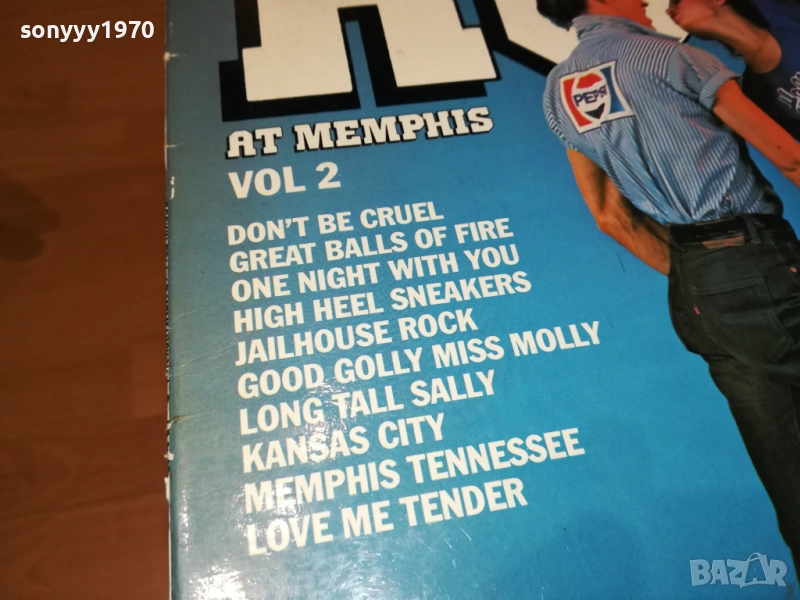 sonyyy1970
AT MEMPHIS
VOL 2
PEPSI
DON'T BE CRUEL
GREAT BALLS OF FIRE
ONE NIGHT WITH YOU
HIGH HEEL SNEAKERS
JAILHOUSE ROCK
GOOD GOLLY MISS MOLLY
LONG TALL SALLY
KANSAS CITY
MEMPHIS TENNESSEE
LOVE ME TENDER
BAZAR